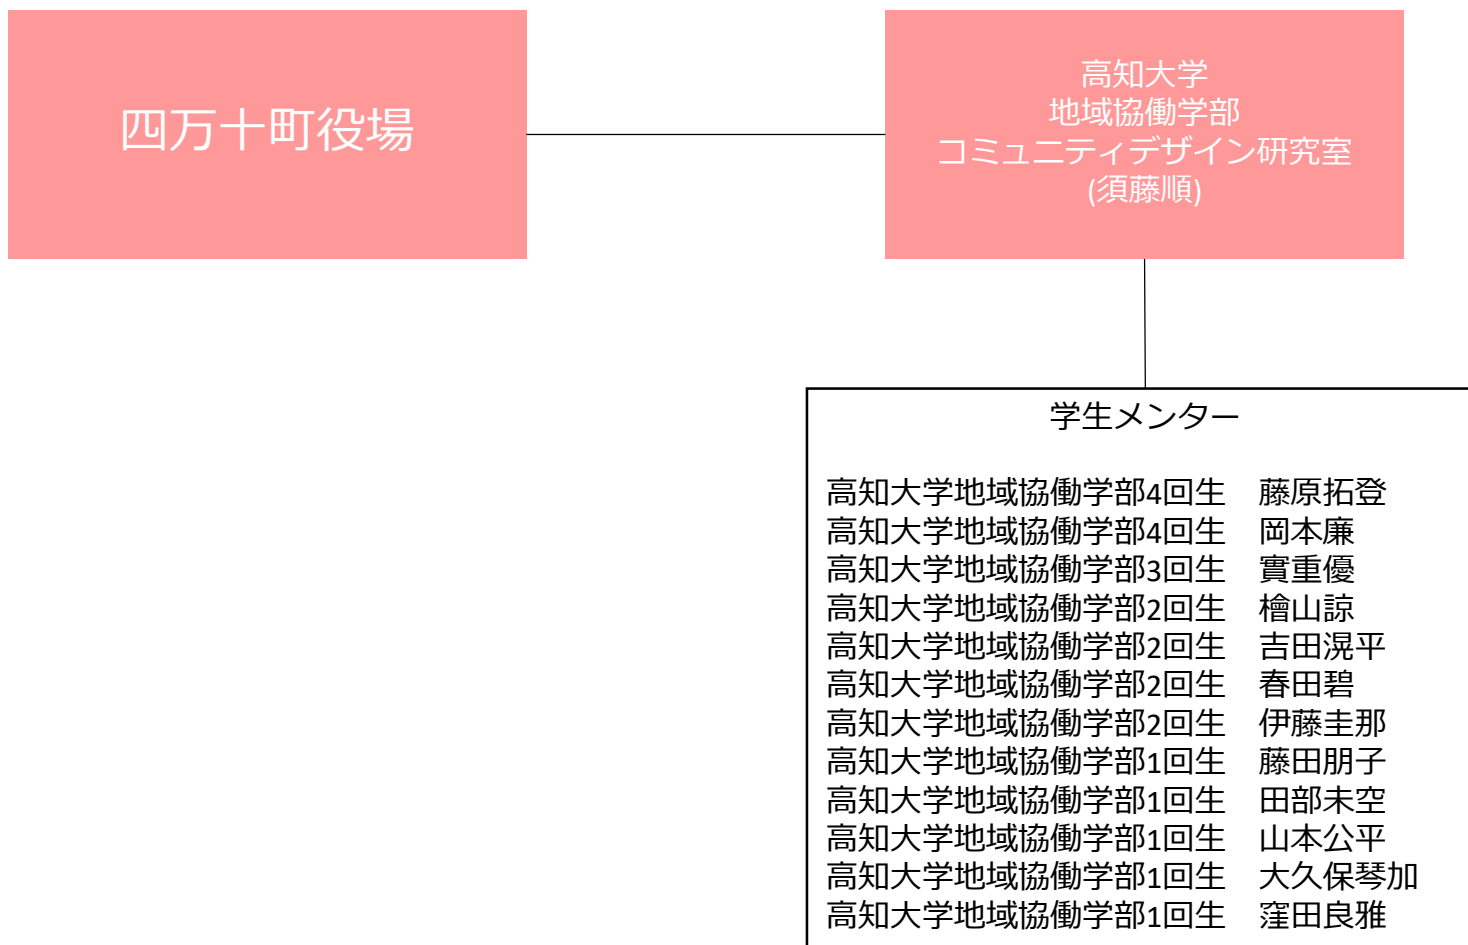 四万十町役場
高知大学
地域協働学部
コミュニティデザイン研究室
(須藤順)
学生メンター
高知大学地域協働学部4回生　藤原拓登
高知大学地域協働学部4回生　岡本廉
高知大学地域協働学部3回生　實重優
高知大学地域協働学部2回生　檜山諒
高知大学地域協働学部2回生　吉田滉平
高知大学地域協働学部2回生　春田碧
高知大学地域協働学部2回生　伊藤圭那
高知大学地域協働学部1回生　藤田朋子
高知大学地域協働学部1回生　田部未空
高知大学地域協働学部1回生　山本公平
高知大学地域協働学部1回生　大久保琴加
高知大学地域協働学部1回生　窪田良雅